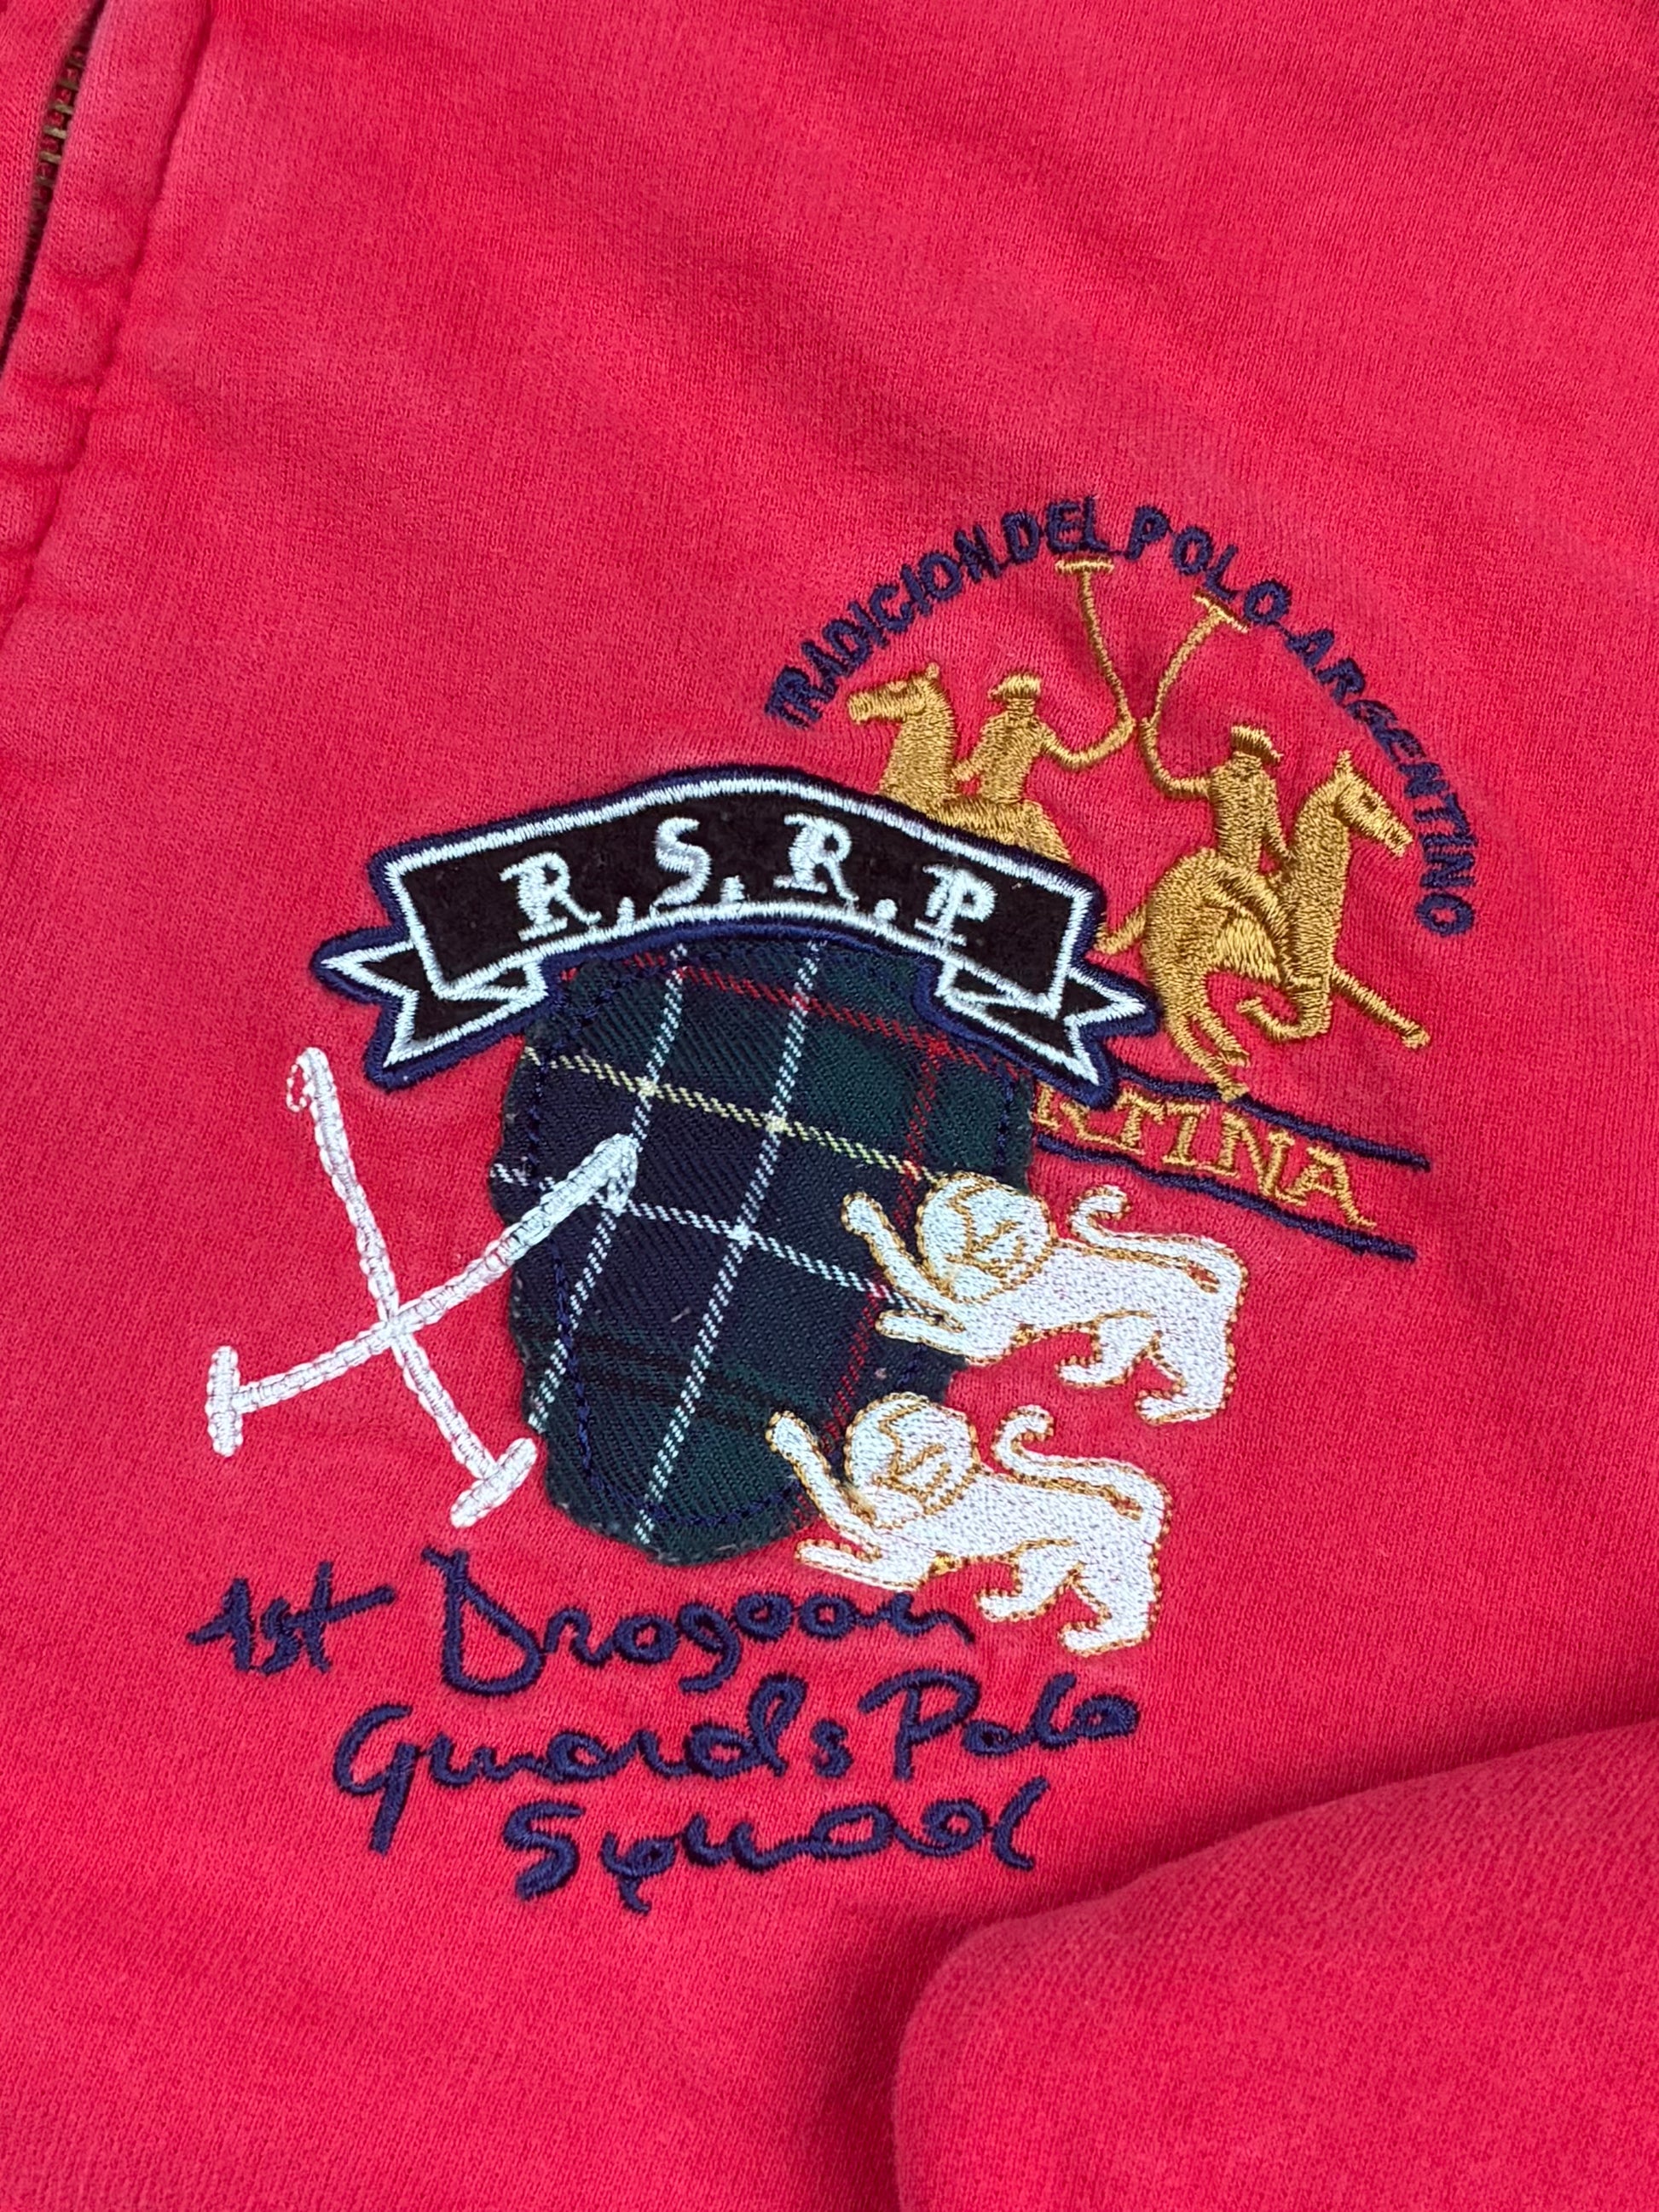 TRADICION DEL POLO ARGENTINO
R.S.R.P
RTINA
1st Dragoon
Guards Polo
Squad